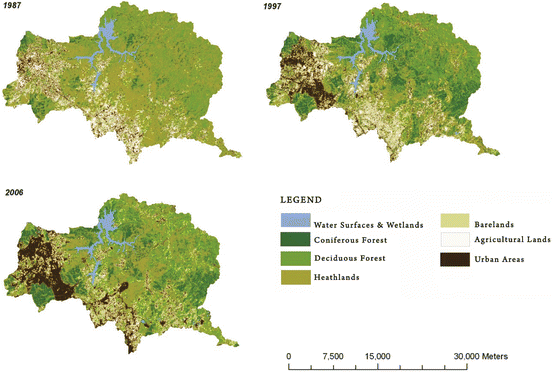 1987
1997
2006
LEGEND
Water Surfaces & Wetlands
Coniferous Forest
Deciduous Forest
Heathlands
Barelands
Agricultural Lands
Urban Areas
0 7,500 15,000 30,000 Meters